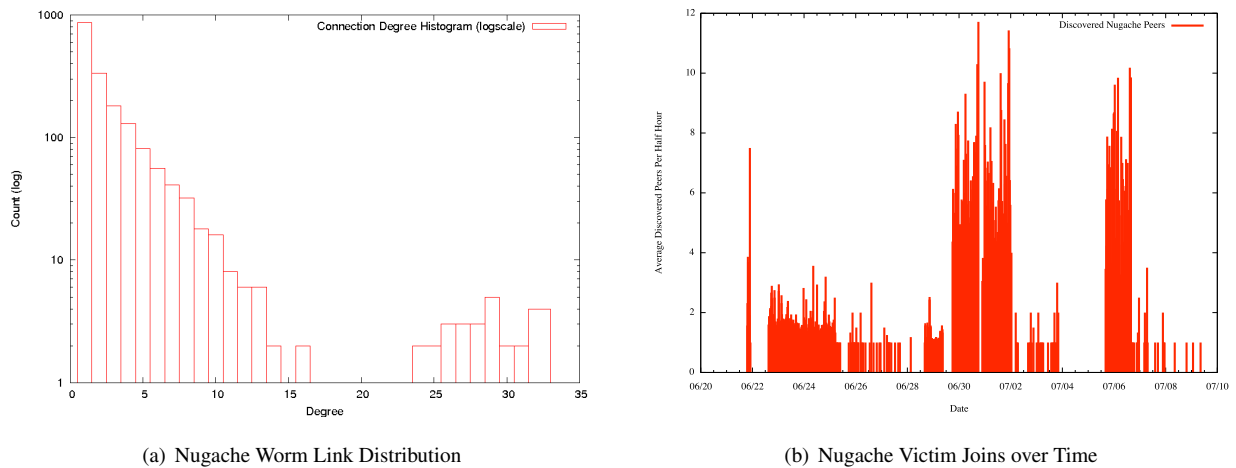 Connection Degree Histogram (logscale)
Count (log)
1000
100
10
1
0 5 10 15 20 25 30 35
Degree
(a) Nugache Worm Link Distribution
Discovered Nugache Peers
Average Discovered Peers Per Half Hour
12
10
8
6
4
2
0
06/20 06/22 06/24 06/26 06/28 06/30 07/02 07/04 07/06 07/08 07/10
Date
(b) Nugache Victim Joins over Time